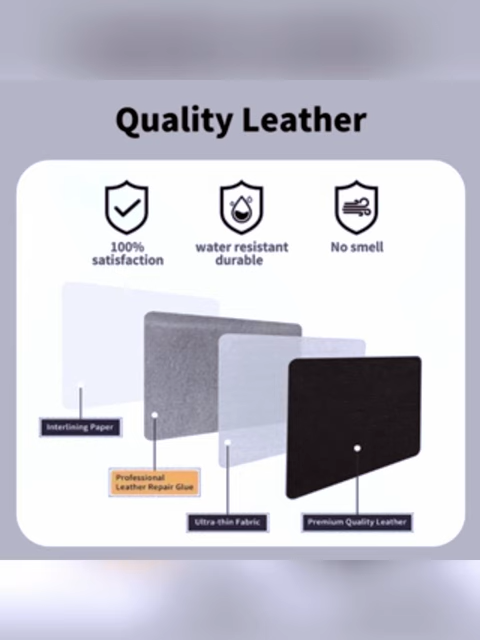 Quality Leather
100%
satisfaction
water resistant
durable
No smell
Interlining Paper
Professional
Leather Repair Glue
Ultra-thin Fabric
Premium Quality Leather